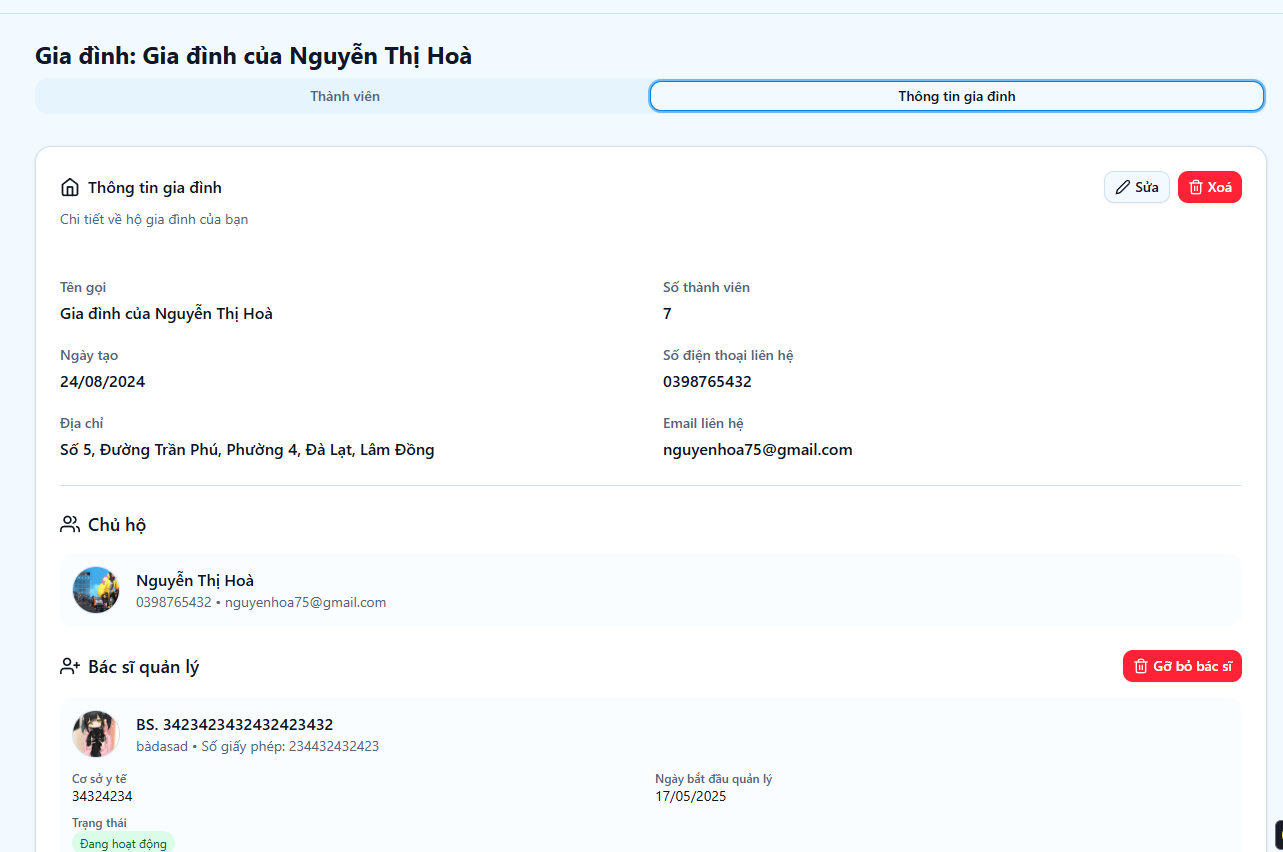 Gia đình: Gia đình của Nguyễn Thị Hoà
Thành viên
Thông tin gia đình
Thông tin gia đình
Sửa
Xoá
Chi tiết về hộ gia đình của bạn
Tên gọi
Gia đình của Nguyễn Thị Hoà
Số thành viên
7
Ngày tạo
24/08/2024
Số điện thoại liên hệ
0398765432
Địa chỉ
Số 5, Đường Trần Phú, Phường 4, Đà Lạt, Lâm Đồng
Email liên hệ
nguyenhoa75@gmail.com
Chủ hộ
Nguyễn Thị Hoà
0398765432 • nguyenhoa75@gmail.com
Bác sĩ quản lý
Gỡ bỏ bác sĩ
BS. 3423423432432423432
bàdasad • Số giấy phép: 234432432423
Cơ sở y tế
34324234
Ngày bắt đầu quản lý
17/05/2025
Trạng thái
Đang hoạt động